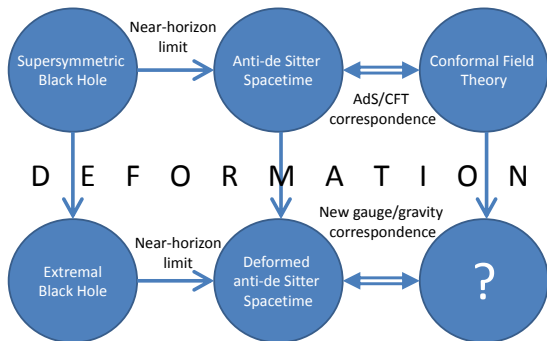 Near-horizon
limit
Supersymmetric
Black Hole
Anti-de Sitter
Spacetime
Conformal Field
Theory
AdS/CFT
correspondence
D E F O R M A T I O N
New gauge/gravity
correspondence
Near-horizon
limit
Extremal
Black Hole
Deformed
anti-de Sitter
Spacetime
?